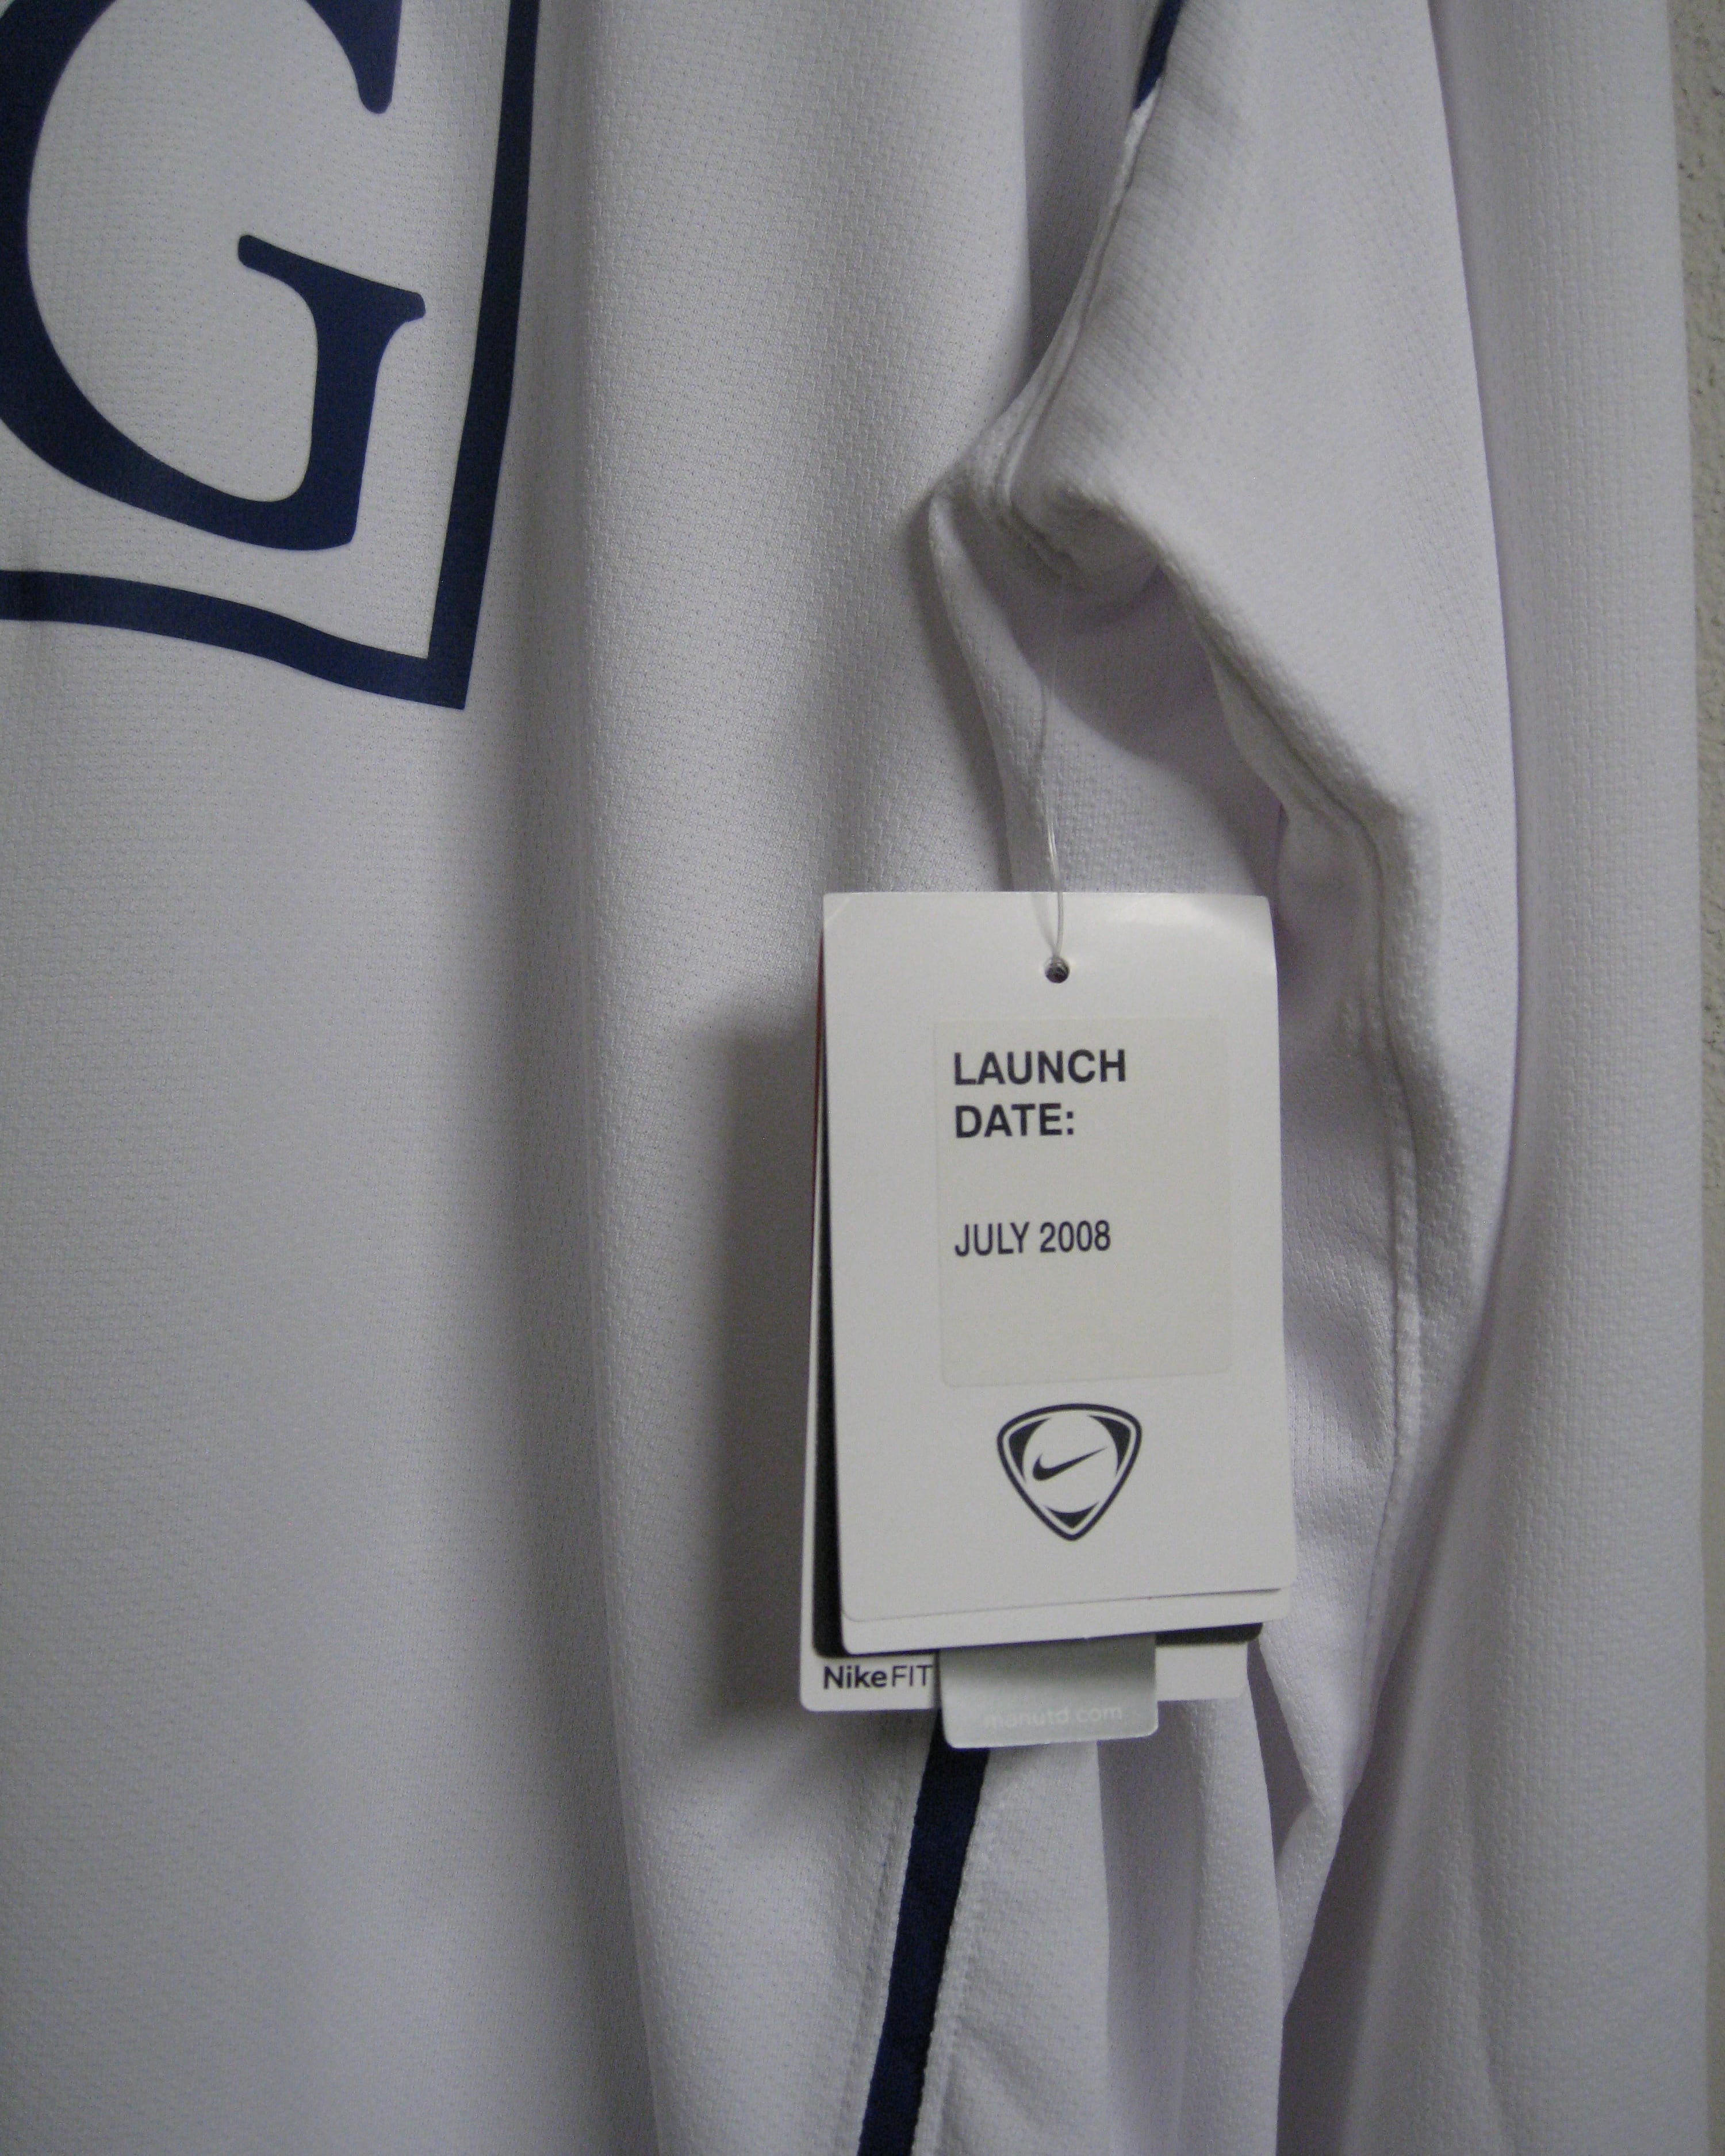 G
LAUNCH
DATE:
JULY 2008
NikeFIT
manutd.com